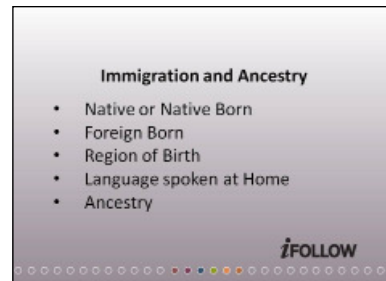 Immigration and Ancestry
• Native or Native Born
• Foreign Born
• Region of Birth
• Language spoken at Home
• Ancestry
iFOLLOW